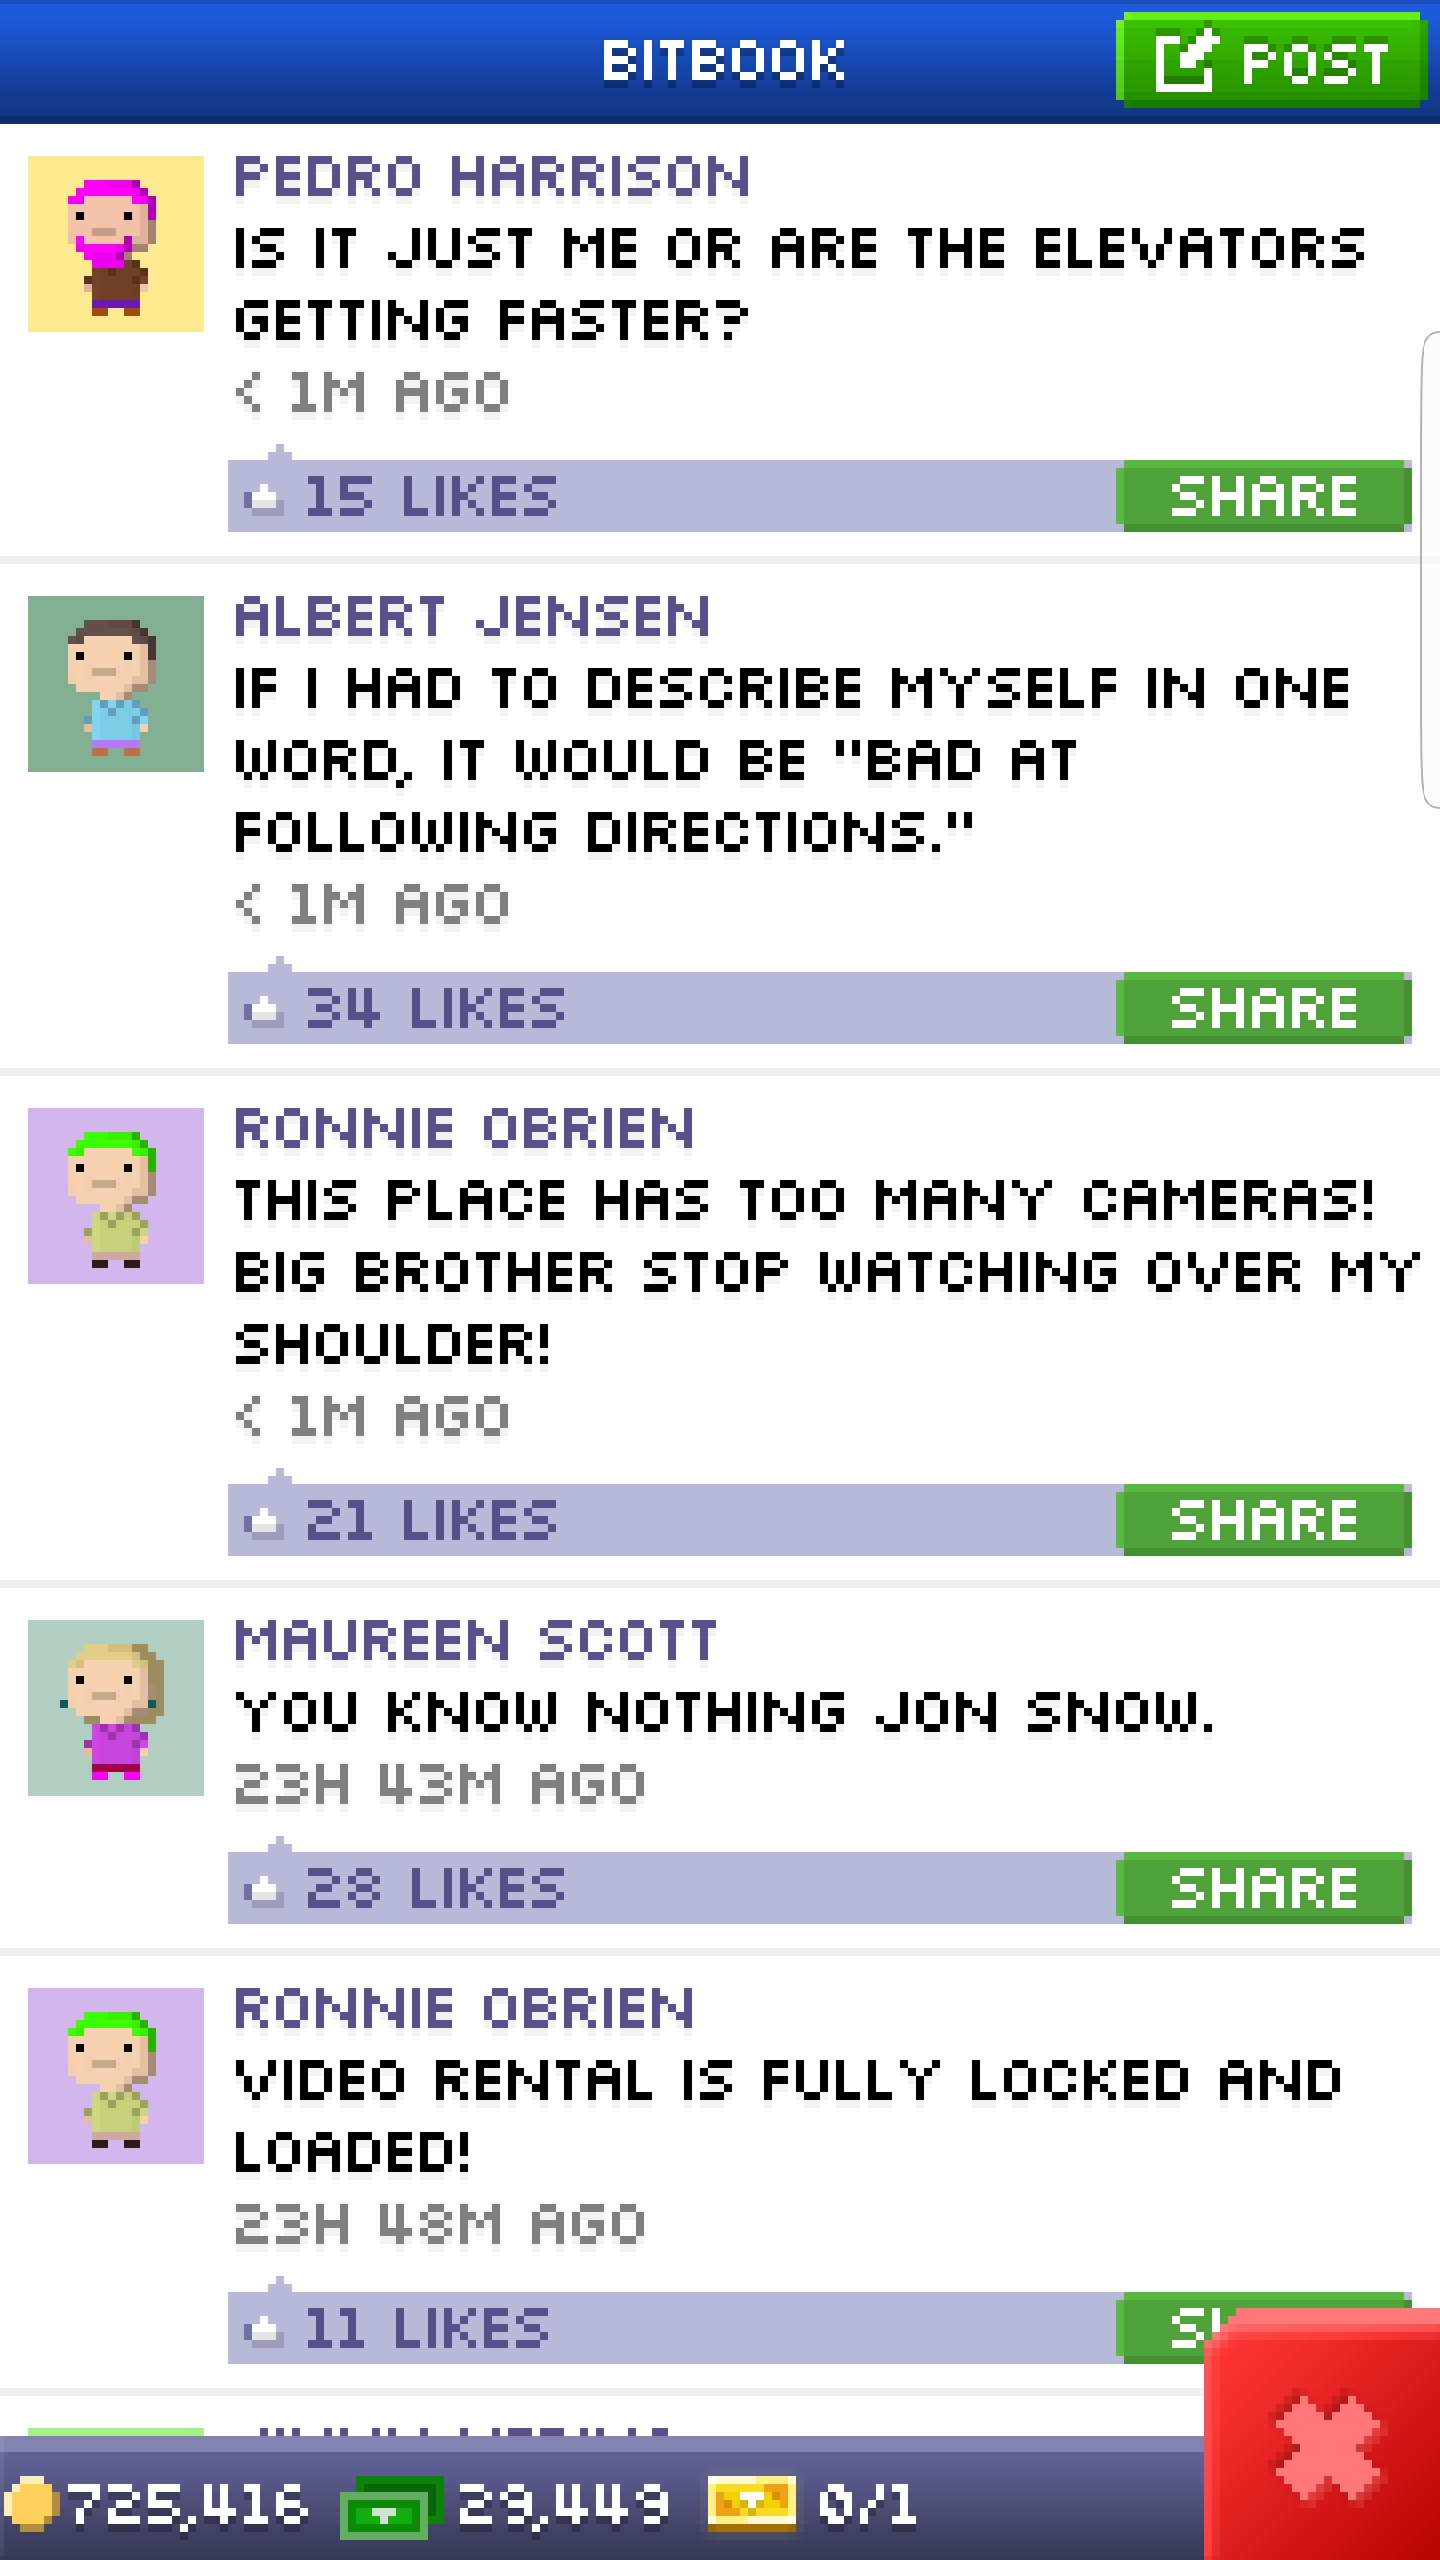 BITBOOK
POST
PEDRO HARRISON
IS IT JUST ME OR ARE THE ELEVATORS
GETTING FASTER?
< 1M AGO
15 LIKES
SHARE
ALBERT JENSEN
IF I HAD TO DESCRIBE MYSELF IN ONE
WORD, IT WOULD BE "BAD AT
FOLLOWING DIRECTIONS."
< 1M AGO
34 LIKES
SHARE
RONNIE OBRIEN
THIS PLACE HAS TOO MANY CAMERAS!
BIG BROTHER STOP WATCHING OVER MY
SHOULDER!
< 1M AGO
21 LIKES
SHARE
MAUREEN SCOTT
YOU KNOW NOTHING JON SNOW.
23H 43M AGO
28 LIKES
SHARE
RONNIE OBRIEN
VIDEO RENTAL IS FULLY LOCKED AND
LOADED!
23H 48M AGO
11 LIKES
725,416
29,449
0/1